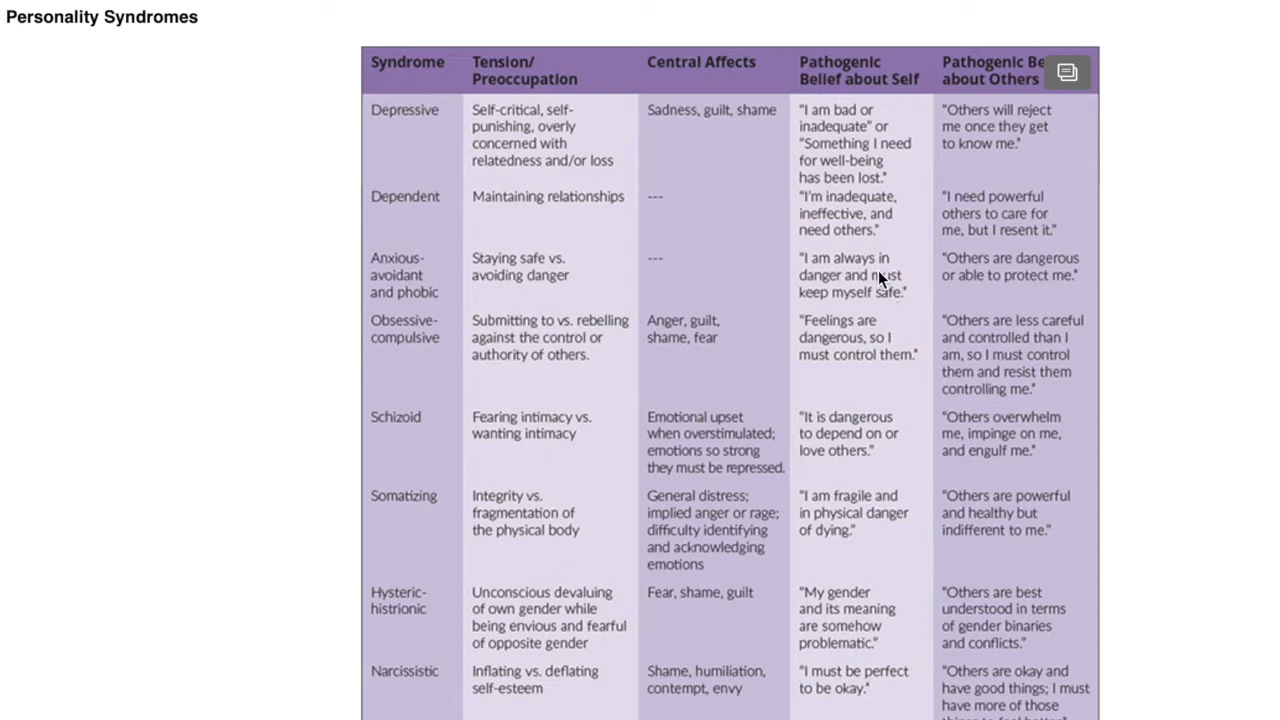 Personality Syndromes
Syndrome
Tension/
Preoccupation
Central Affects
Pathogenic
Belief about Self
Pathogenic
about Others
Depressive
Self-critical, self-
punishing, overly
concerned with
relatedness and/or loss
Sadness, guilt, shame
"I am bad or
inadequate" or
"Something I need
for well-being
has been lost."
"Others will reject
me once they get
to know me."
Dependent
Maintaining relationships
---
"I'm inadequate,
ineffective, and
need others."
"I need powerful
others to care for
me, but I resent it."
Anxious-
avoidant
and phobic
Staying safe vs.
avoiding danger
---
"I am always in
danger and must
keep myself safe."
"Others are dangerous
or able to protect me."
Obsessive-
compulsive
Submitting to vs. rebelling
against the control or
authority of others.
Anger, guilt,
shame, fear
"Feelings are
dangerous, so I
must control them."
"Others are less careful
and controlled than I
am, so I must control
them and resist them
controlling me."
Schizoid
Fearing intimacy vs.
wanting intimacy
Emotional upset
when overstimulated;
emotions so strong
they must be repressed.
"It is dangerous
to depend on or
love others."
"Others overwhelm
me, impinge on me,
and engulf me."
Somatizing
Integrity vs.
fragmentation of
the physical body
General distress;
implied anger or rage;
difficulty identifying
and acknowledging
emotions
"I am fragile and
in physical danger
of dying."
"Others are powerful
and healthy but
indifferent to me."
Hysteric-
histrionic
Unconscious devaluing
of own gender while
being envious and fearful
of opposite gender
Fear, shame, guilt
"My gender
and its meaning
are somehow
problematic."
"Others are best
understood in terms
of gender binaries
and conflicts."
Narcissistic
Inflating vs. deflating
self-esteem
Shame, humiliation,
contempt, envy
"I must be perfect
to be okay."
"Others are okay and
have good things; I must
have more of those